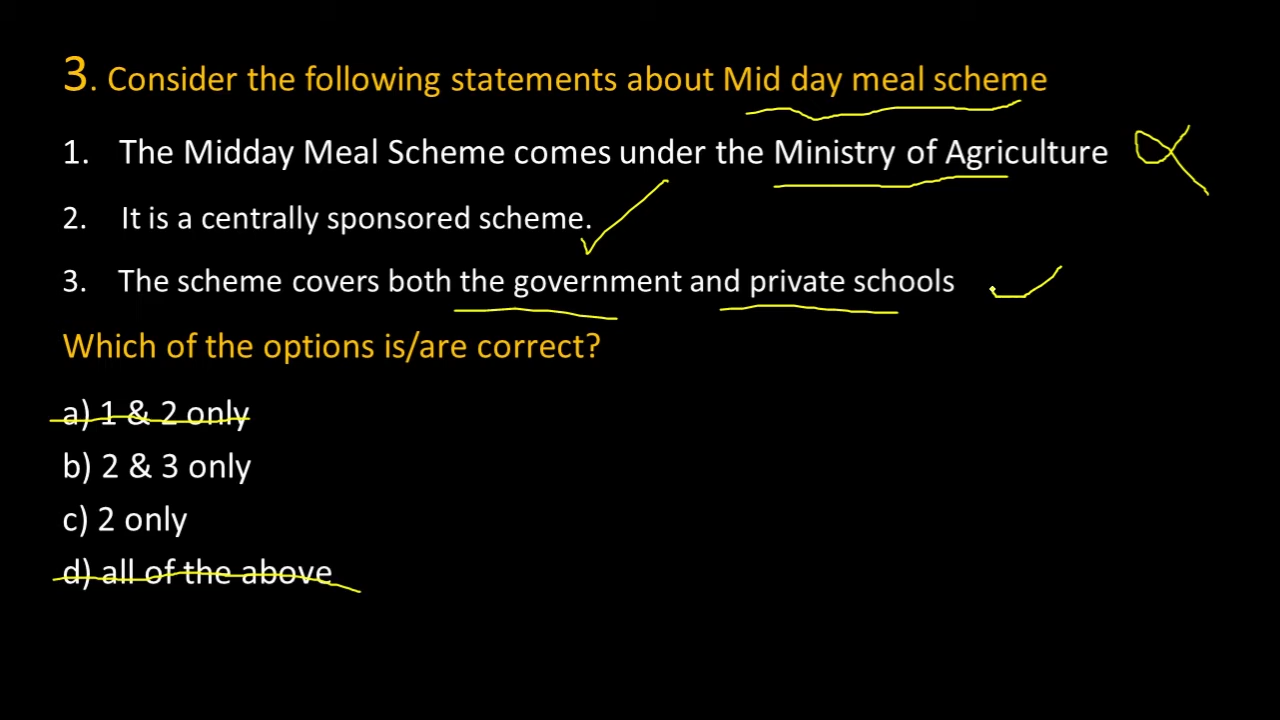 3. Consider the following statements about Mid day meal scheme
1. The Midday Meal Scheme comes under the Ministry of Agriculture
2. It is a centrally sponsored scheme.
3. The scheme covers both the government and private schools
Which of the options is/are correct?
a) 1 & 2 only
b) 2 & 3 only
c) 2 only
d) all of the above